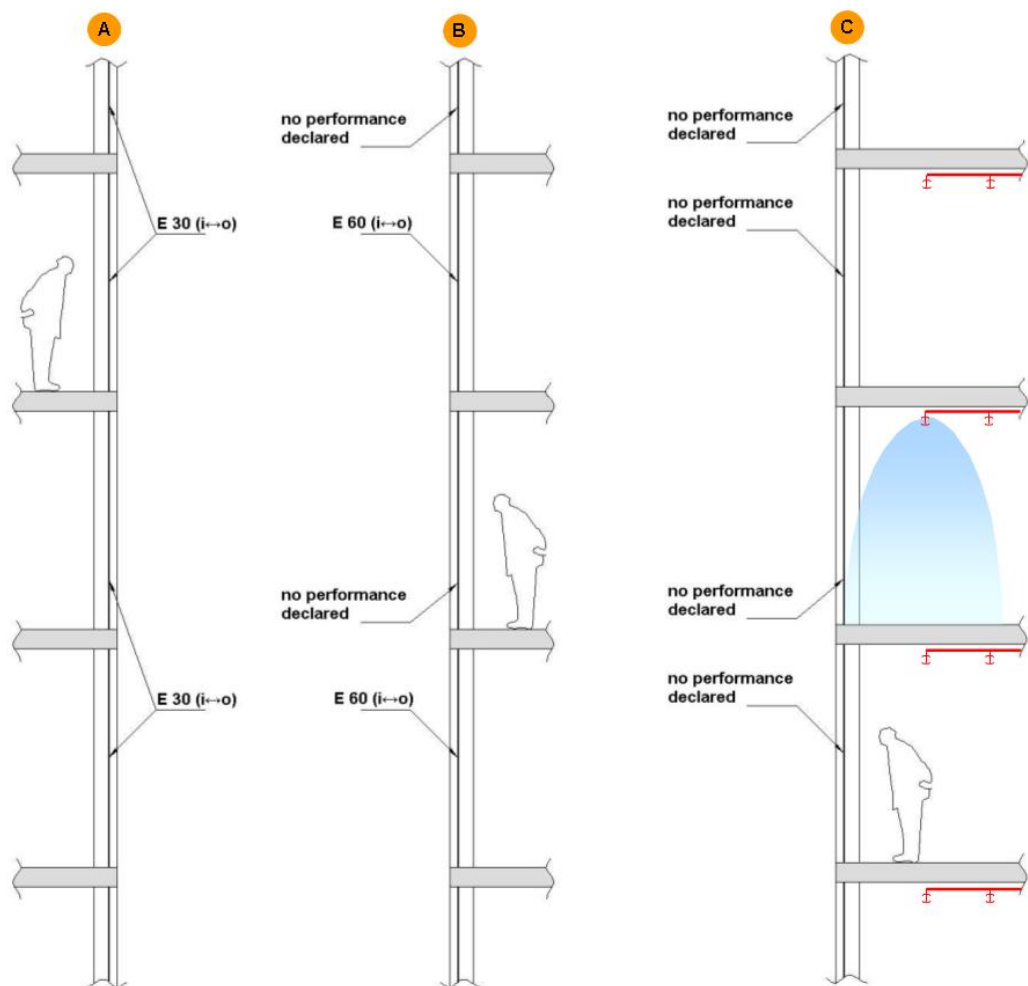 A
B
C
no performance
declared
no performance
declared
no performance
declared
E 30 (i↔o)
E 60 (i↔o)
no performance
declared
no performance
declared
no performance
declared
E 30 (i↔o)
E 60 (i↔o)